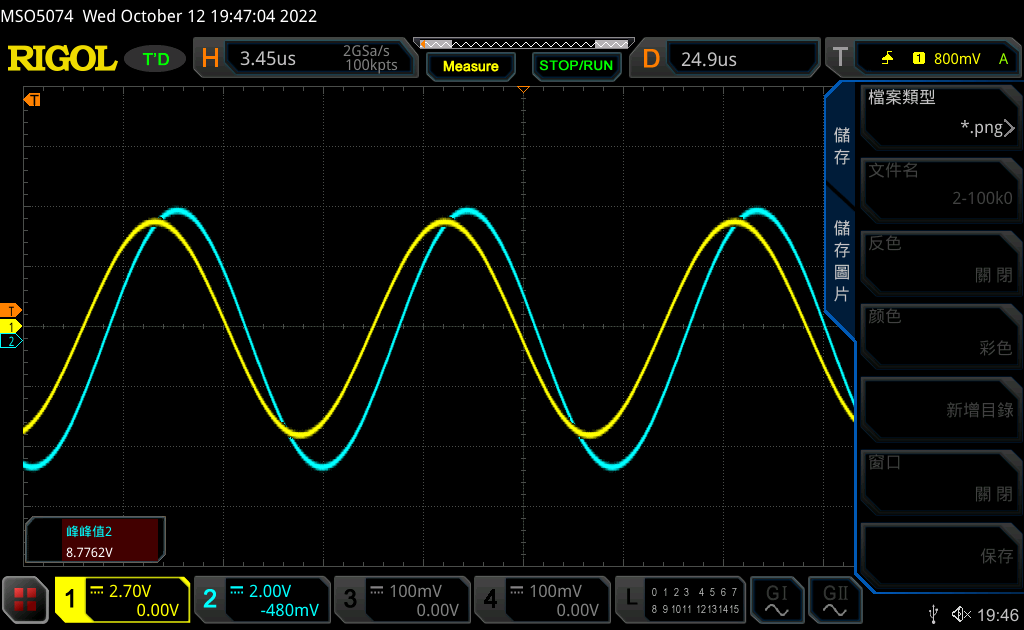 MSO5074 Wed October 12 19:47:04 2022
RIGOL
T'D
H
3.45us
2GSa/s
100kpts
Measure
STOP/RUN
D
24.9us
T
1
800mV
A
T
儲存
儲存圖片
檔案類型
*.png
文件名
2-100k0
反色
關 閉
颜色
彩色
新增目錄
窗口
關 閉
保存
T
1
2
峰峰值2
8.7762V
1
2.70V
0.00V
2
2.00V
-480mV
3
100mV
0.00V
4
100mV
0.00V
L
0 1 2 3 4 5 6 7
8 9 10 11 12 13 14 15
GI
GII
19:46